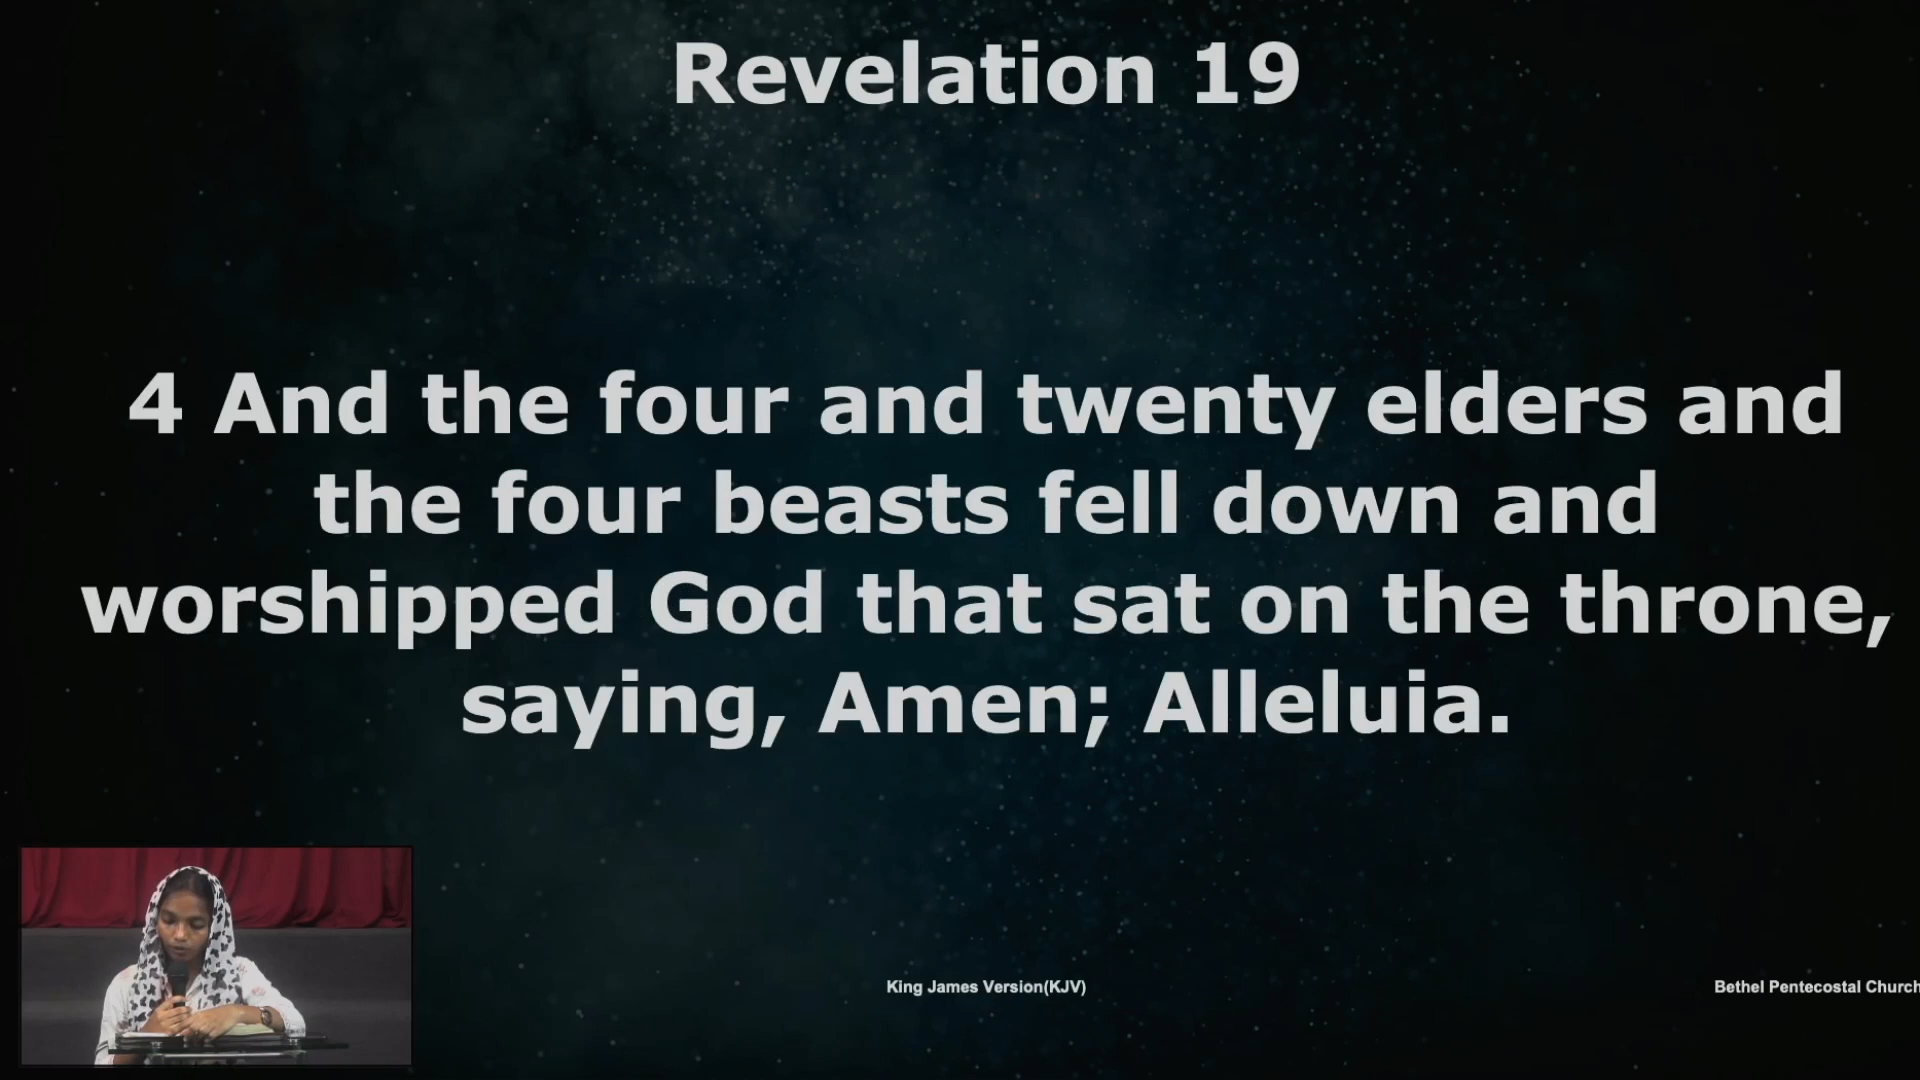 Revelation 19
4 And the four and twenty elders and
the four beasts fell down and
worshipped God that sat on the throne,
saying, Amen; Alleluia.
King James Version(KJV)
Bethel Pentecostal Church